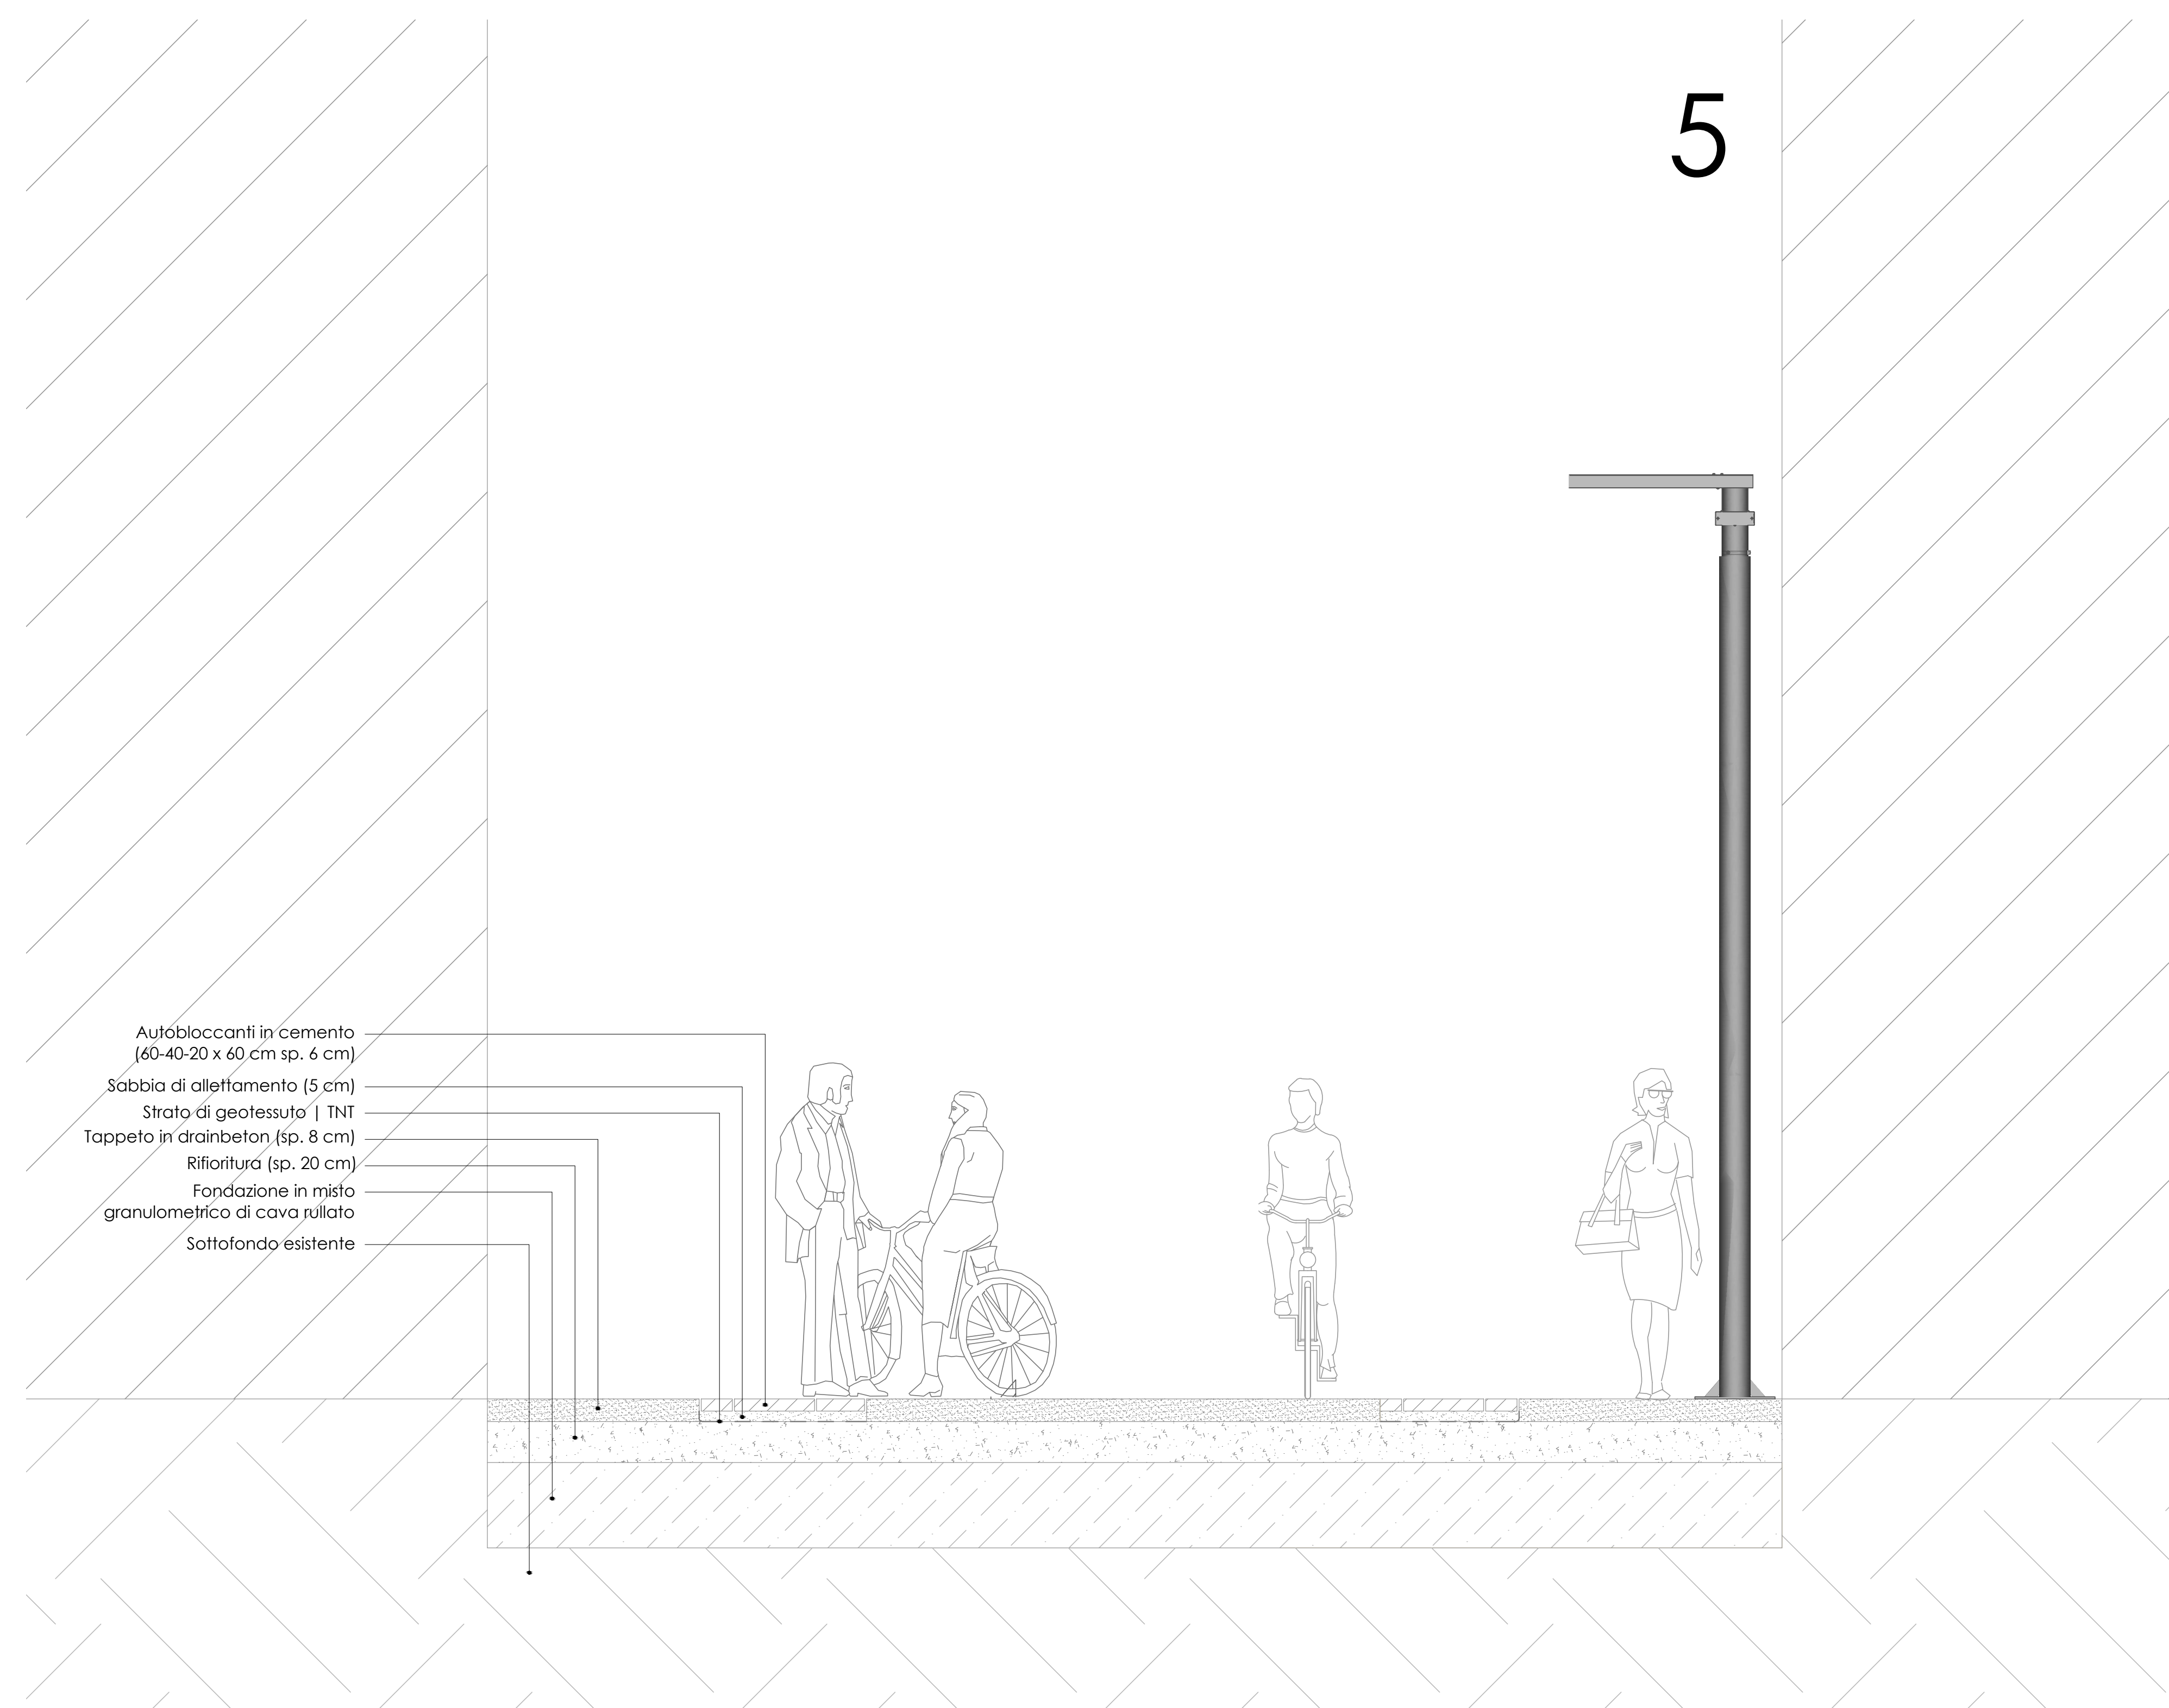 5
Autobloccanti in cemento
(60-40-20 x 60 cm sp. 6 cm)
Sabbia di allettamento (5 cm)
Strato di geotessuto | TNT
Tappeto in drainbeton (sp. 8 cm)
Rifioritura (sp. 20 cm)
Fondazione in misto
granulometrico di cava rullato
Sottofondo esistente